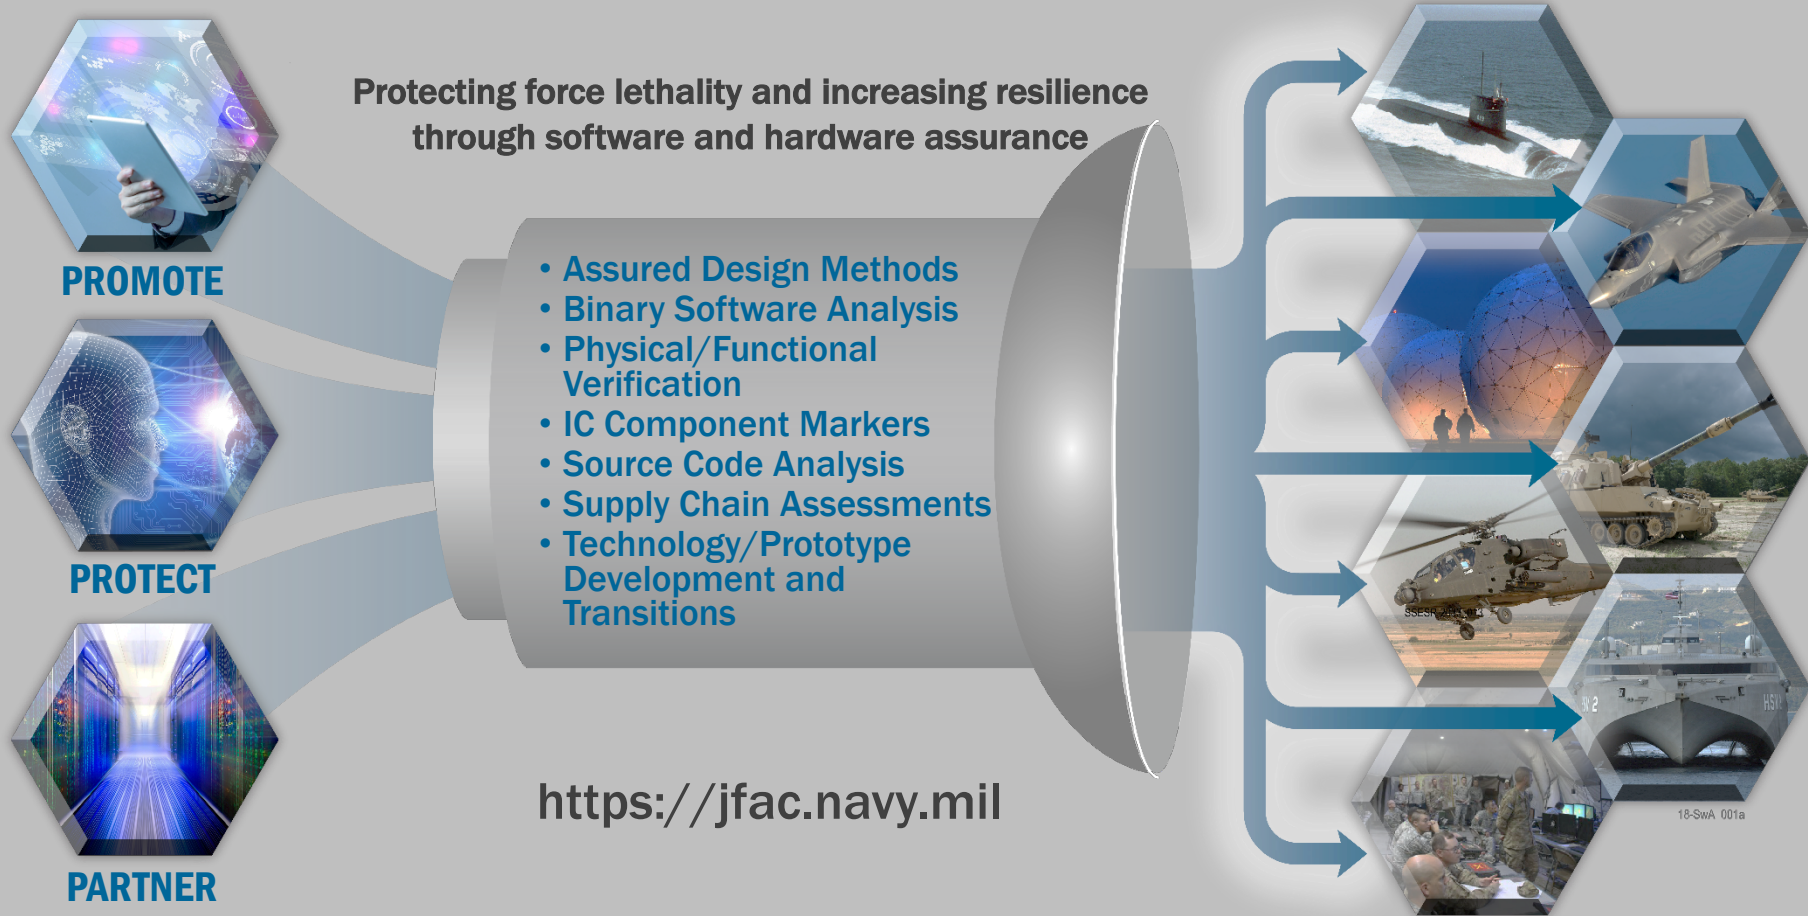 Protecting force lethality and increasing resilience
through software and hardware assurance
PROMOTE
PROTECT
PARTNER
• Assured Design Methods
• Binary Software Analysis
• Physical/Functional
Verification
• IC Component Markers
• Source Code Analysis
• Supply Chain Assessments
• Technology/Prototype
Development and
Transitions
https://jfac.navy.mil
2
18-SwA 001a